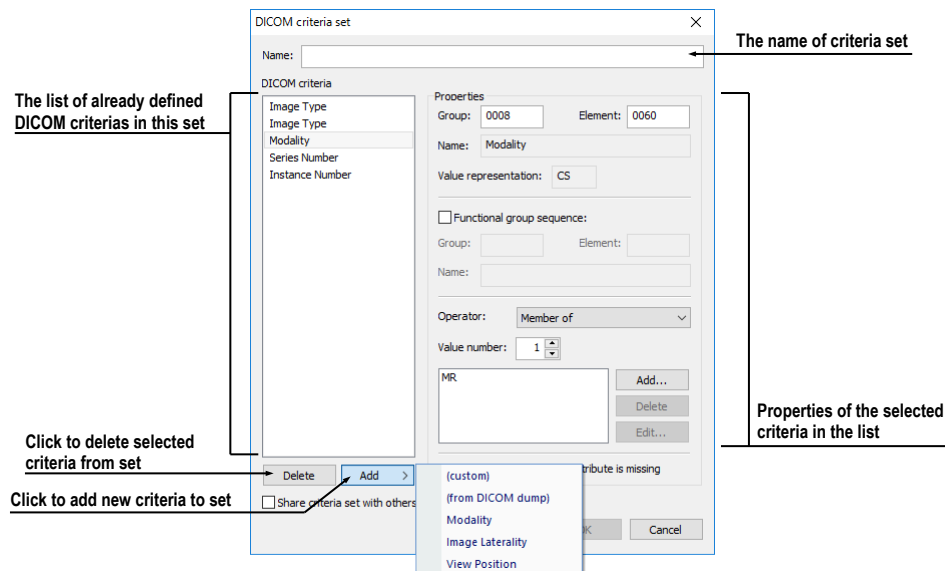 DICOM criteria set
The name of criteria set
Name:
DICOM criteria
The list of already defined
DICOM criterias in this set
Image Type
Image Type
Modality
Series Number
Instance Number
Properties
Group: 0008 Element: 0060
Name: Modality
Value representation: CS
Functional group sequence:
Group: Element:
Name:
Operator: Member of
Value number: 1
MR
Add...
Delete
Edit...
Properties of the selected
criteria in the list
Click to delete selected
criteria from set
Delete Add >
tribute is missing
Click to add new criteria to set
Share criteria set with others
(custom)
(from DICOM dump)
Modality
Image Laterality
View Position
Cancel